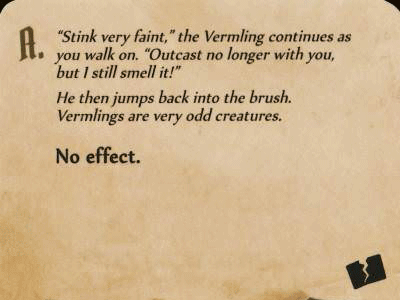 A.
“Stink very faint,” the Vermling continues as
you walk on. “Outcast no longer with you,
but I still smell it!”
He then jumps back into the brush.
Vermlings are very odd creatures.
No effect.